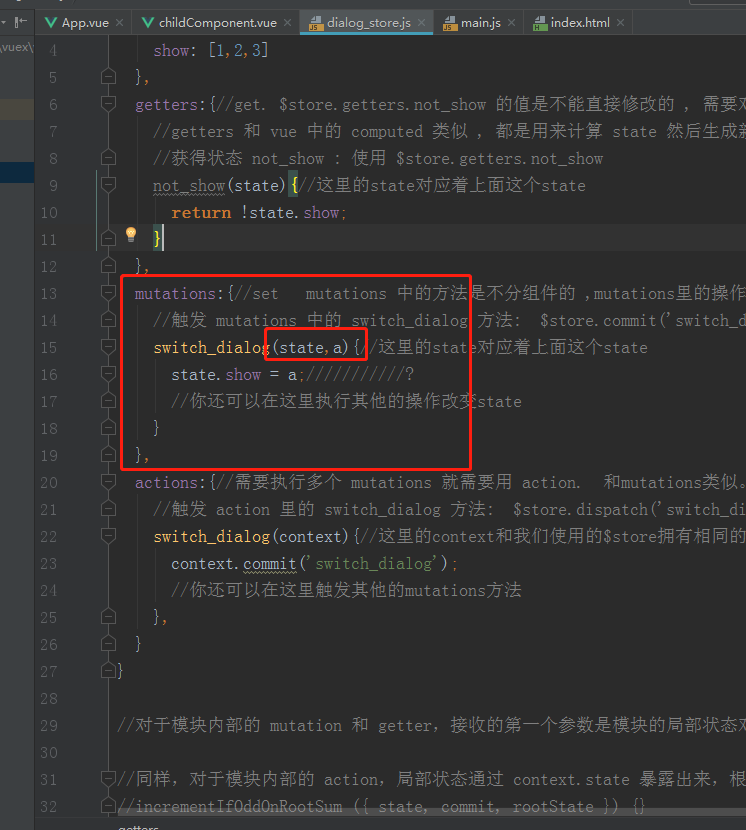 App.vue childComponent.vue dialog_store.js main.js index.html
\vuex\
4 show: [1,2,3]
5 },
6 getters:{//get. $store.getters.not_show 的值是不能直接修改的 , 需要对
7 //getters 和 vue 中的 computed 类似 , 都是用来计算 state 然后生成新
8 //获得状态 not_show : 使用 $store.getters.not_show
9 not_show(state){//这里的state对应着上面这个state
10 return !state.show;
11 }
12 },
13 mutations:{//set mutations 中的方法是不分组件的 ,mutations里的操作
14 //触发 mutations 中的 switch_dialog 方法: $store.commit('switch_d
15 switch_dialog(state,a){//这里的state对应着上面这个state
16 state.show = a;///////////?
17 //你还可以在这里执行其他的操作改变state
18 }
19 },
20 actions:{//需要执行多个 mutations 就需要用 action. 和mutations类似。
21 //触发 action 里的 switch_dialog 方法: $store.dispatch('switch_di
22 switch_dialog(context){//这里的context和我们使用的$store拥有相同的
23 context.commit('switch_dialog');
24 //你还可以在这里触发其他的mutations方法
25 },
26 }
27 }
28
29 //对于模块内部的 mutation 和 getter，接收的第一个参数是模块的局部状态对
30
31 //同样，对于模块内部的 action，局部状态通过 context.state 暴露出来，根
32 //incrementIfOddOnRootSum ({ state, commit, rootState }) {}
getters